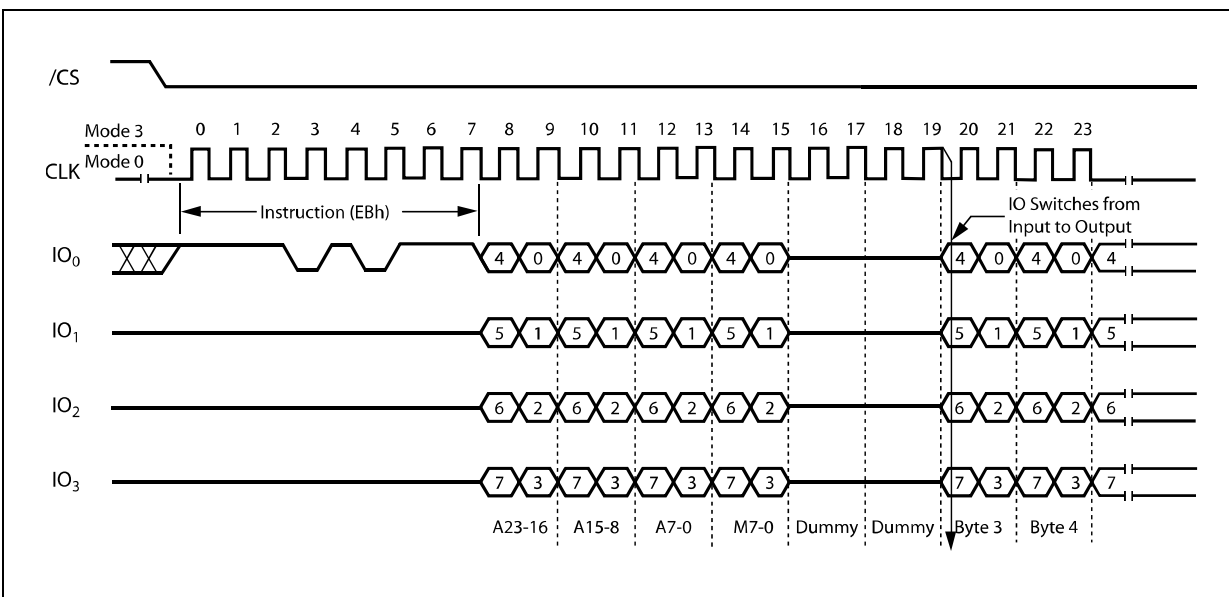 /CS
Mode 3
0 1 2 3 4 5 6 7 8 9 10 11 12 13 14 15 16 17 18 19 20 21 22 23
Mode 0
CLK
Instruction (EBh)
IO Switches from
Input to Output
IO0 4 0 4 0 4 0 4 0 4 0 4 0 4
IO1 5 1 5 1 5 1 5 1 5 1 5 1 5
IO2 6 2 6 2 6 2 6 2 6 2 6 2 6
IO3 7 3 7 3 7 3 7 3 7 3 7 3 7
A23-16 A15-8 A7-0 M7-0 Dummy Dummy Byte 3 Byte 4